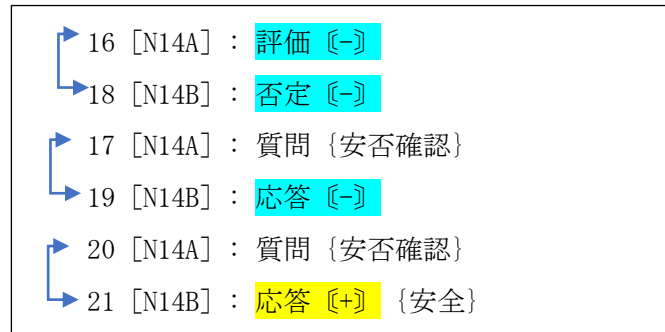 16 [N14A] : 評価〔-〕
18 [N14B] : 否定〔-〕
17 [N14A] : 質問{安否確認}
19 [N14B] : 応答〔-〕
20 [N14A] : 質問{安否確認}
21 [N14B] : 応答〔+〕{安全}